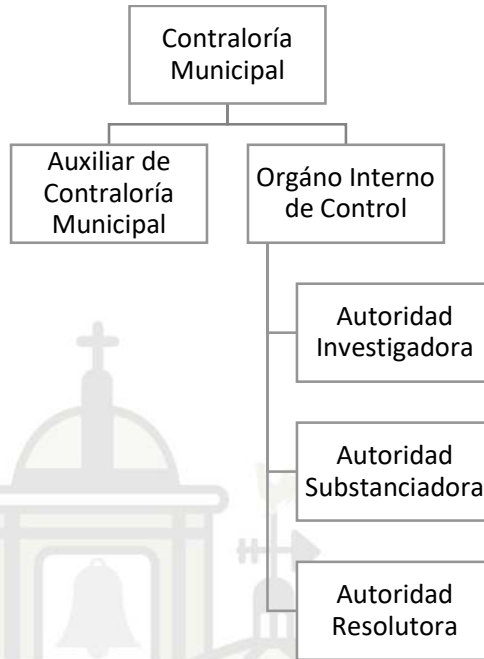 Contraloría
Municipal
Auxiliar de
Contraloría
Municipal
Orgáno Interno
de Control
Autoridad
Investigadora
Autoridad
Substanciadora
Autoridad
Resolutora